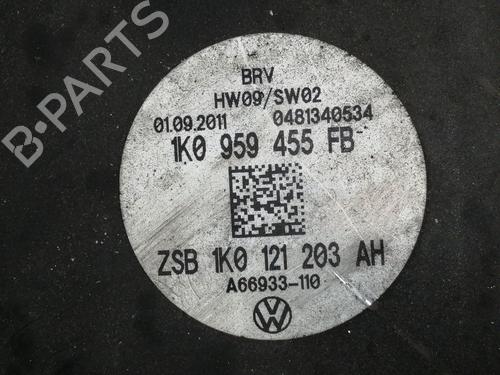 B-PARTS
BRV
HW09/SW02
01.09.2011 0481340534
1K0 959 455 FB
ZSB 1K0 121 203 AH
A66933-110
VW